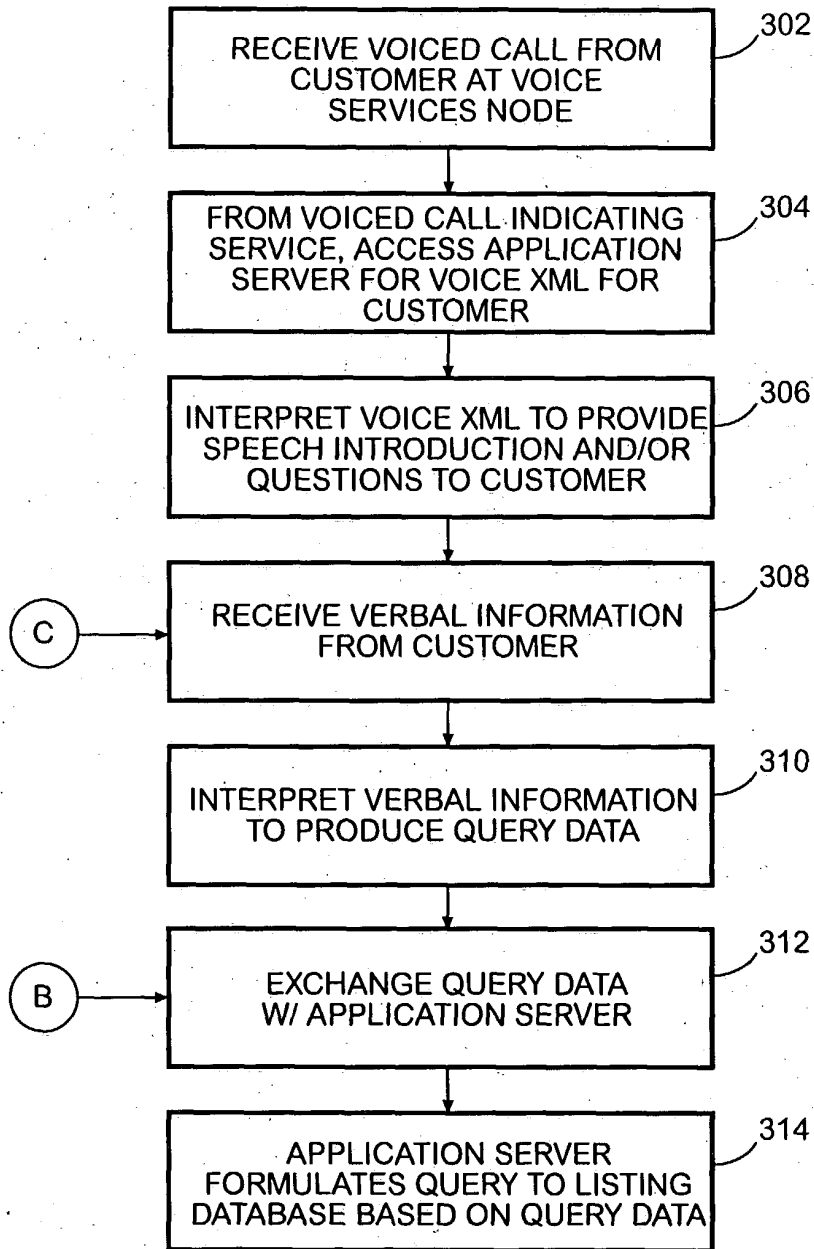 302
RECEIVE VOICED CALL FROM
CUSTOMER AT VOICE
SERVICES NODE
304
FROM VOICED CALL INDICATING
SERVICE, ACCESS APPLICATION
SERVER FOR VOICE XML FOR
CUSTOMER
306
INTERPRET VOICE XML TO PROVIDE
SPEECH INTRODUCTION AND/OR
QUESTIONS TO CUSTOMER
308
C
RECEIVE VERBAL INFORMATION
FROM CUSTOMER
310
INTERPRET VERBAL INFORMATION
TO PRODUCE QUERY DATA
312
B
EXCHANGE QUERY DATA
W/ APPLICATION SERVER
314
APPLICATION SERVER
FORMULATES QUERY TO LISTING
DATABASE BASED ON QUERY DATA